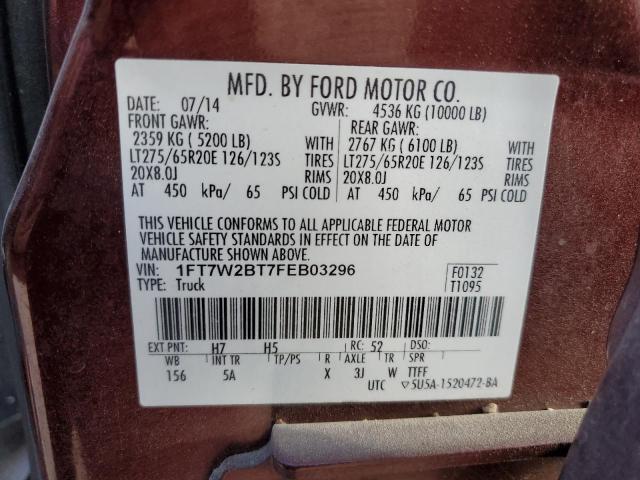 MFD. BY FORD MOTOR CO.
DATE: 07/14 GVWR: 4536 KG (10000 LB)
FRONT GAWR: REAR GAWR:
2359 KG ( 5200 LB) WITH 2767 KG ( 6100 LB) WITH
LT275/65R20E 126/123S TIRES LT275/65R20E 126/123S TIRES
20X8.0J RIMS 20X8.0J RIMS
AT 450 kPa/ 65 PSI COLD AT 450 kPa/ 65 PSI COLD
THIS VEHICLE CONFORMS TO ALL APPLICABLE FEDERAL MOTOR
VEHICLE SAFETY STANDARDS IN EFFECT ON THE DATE OF
MANUFACTURE SHOWN ABOVE.
VIN: 1FT7W2BT7FEB03296 F0132
TYPE: Truck T1095
EXT PNT: H7 H5 RC: 52 DSO:
WB INT TR TP/PS R AXLE TR SPR
156 5A X 3J W TTFF
UTC ▽5U5A-1520472-BA